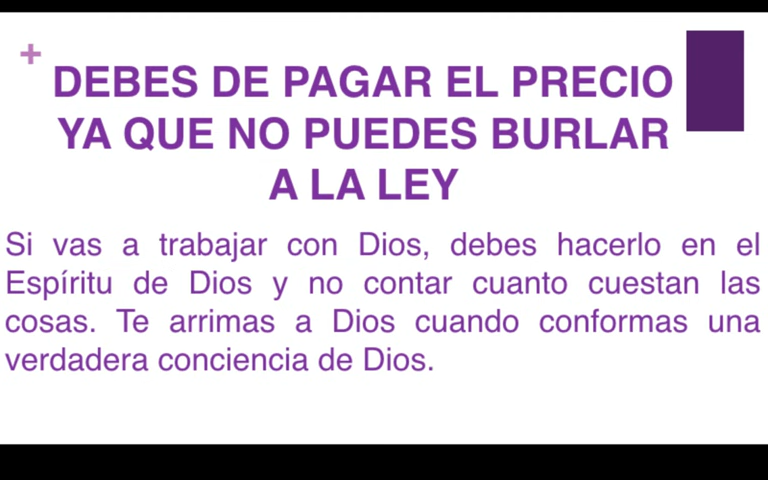 +
DEBES DE PAGAR EL PRECIO
YA QUE NO PUEDES BURLAR
A LA LEY
Si vas a trabajar con Dios, debes hacerlo en el
Espíritu de Dios y no contar cuanto cuestan las
cosas. Te arrimas a Dios cuando conformas una
verdadera conciencia de Dios.